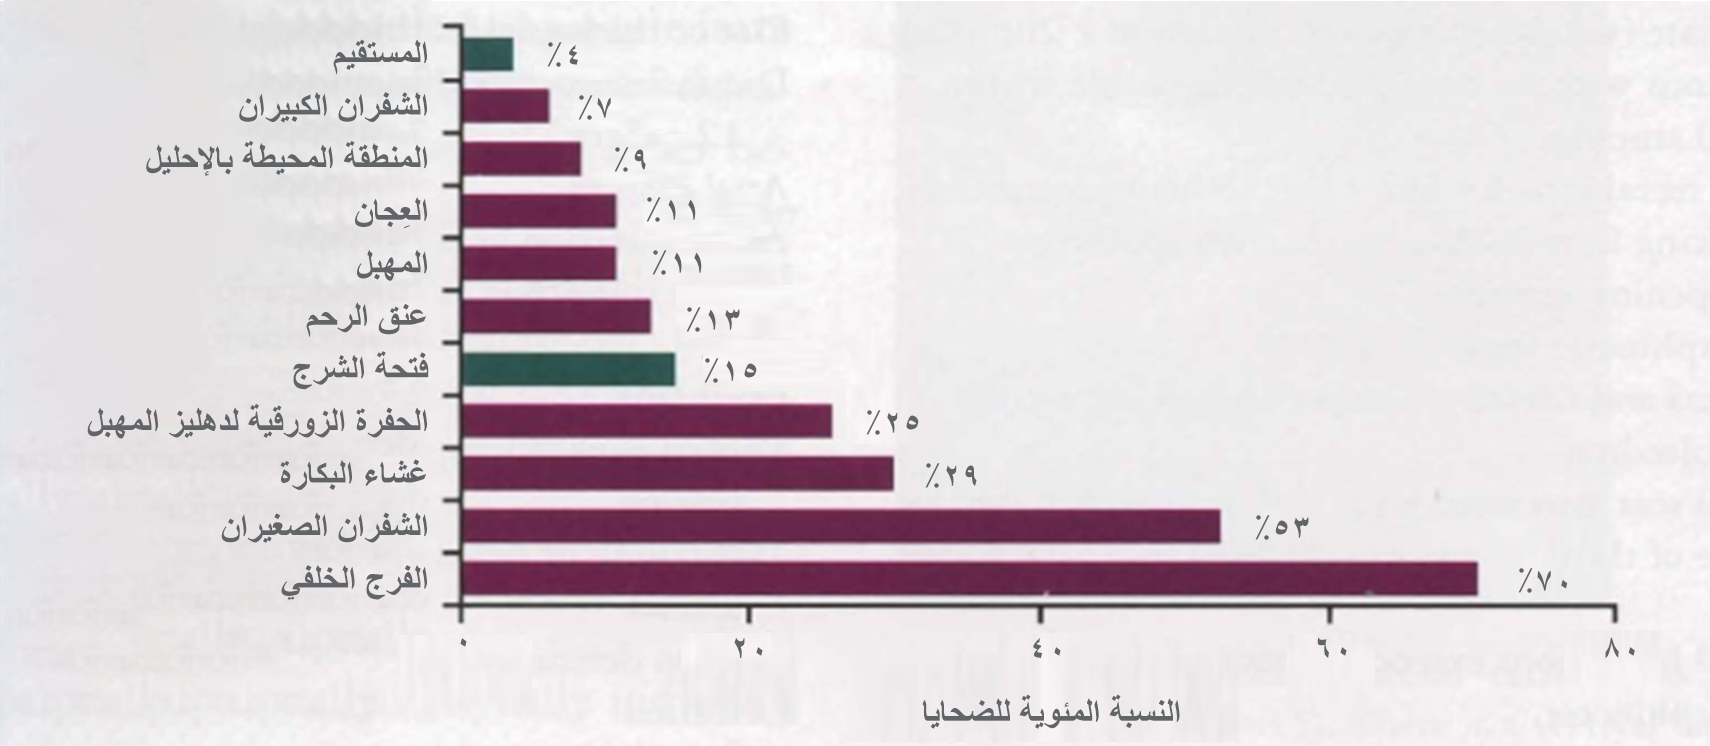 المستقيم ٪٤
الشفران الكبيران ٪٧
المنطقة المحيطة بالإحليل ٪٩
العِجان ٪١١
المهبل ٪١١
عنق الرحم ٪١٣
فتحة الشرج ٪١٥
الحفرة الزورقية لدهليز المهبل ٪٢٥
غشاء البكارة ٪٢٩
الشفران الصغيران ٪٥٣
الفرج الخلفي ٪٧٠
٠ ٢٠ ٤٠ ٦٠ ٨٠
النسبة المئوية للضحايا